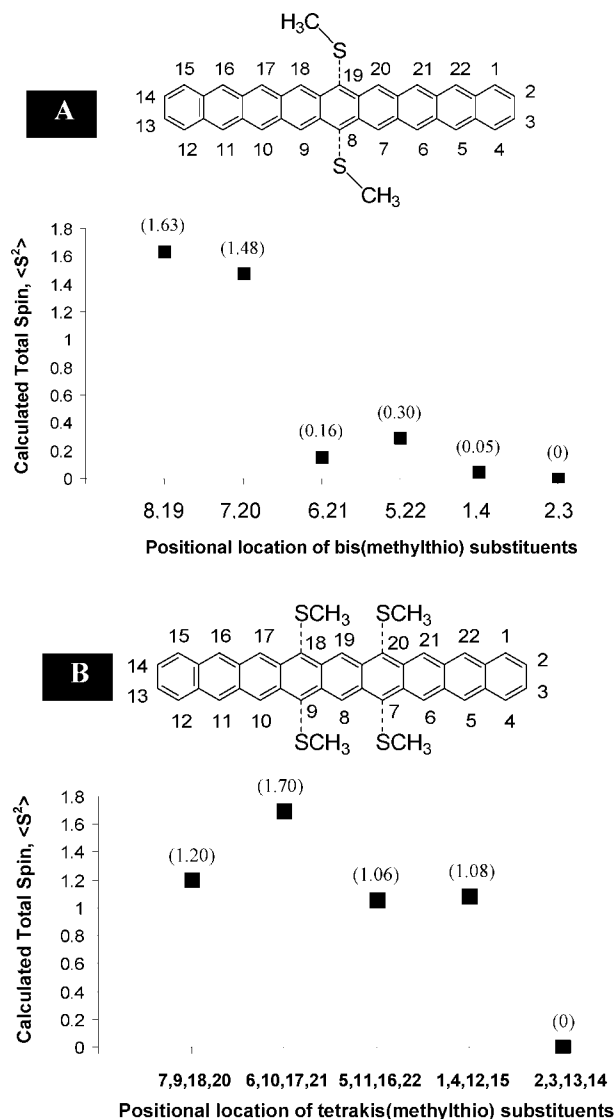 H3C
S
15 16 17 18 19 20 21 22 1
14 2
A
13 3
12 11 10 9 8 7 6 5 4
S
CH3
(1.63)
(1.48)
(0.16)
(0.30)
(0.05)
(0)
Calculated Total Spin, <S2>
1.8
1.6
1.4
1.2
1
0.8
0.6
0.4
0.2
0
8,19 7,20 6,21 5,22 1,4 2,3
Positional location of bis(methylthio) substituents
SCH3 SCH3
15 16 17 18 19 20 21 22 1
B
14 2
13 3
12 11 10 9 8 7 6 5 4
SCH3 SCH3
(1.20)
(1.70)
(1.06)
(1.08)
(0)
Calculated Total Spin, <S2>
1.8
1.6
1.4
1.2
1
0.8
0.6
0.4
0.2
0
7,9,18,20 6,10,17,21 5,11,16,22 1,4,12,15 2,3,13,14
Positional location of tetrakis(methylthio) substituents